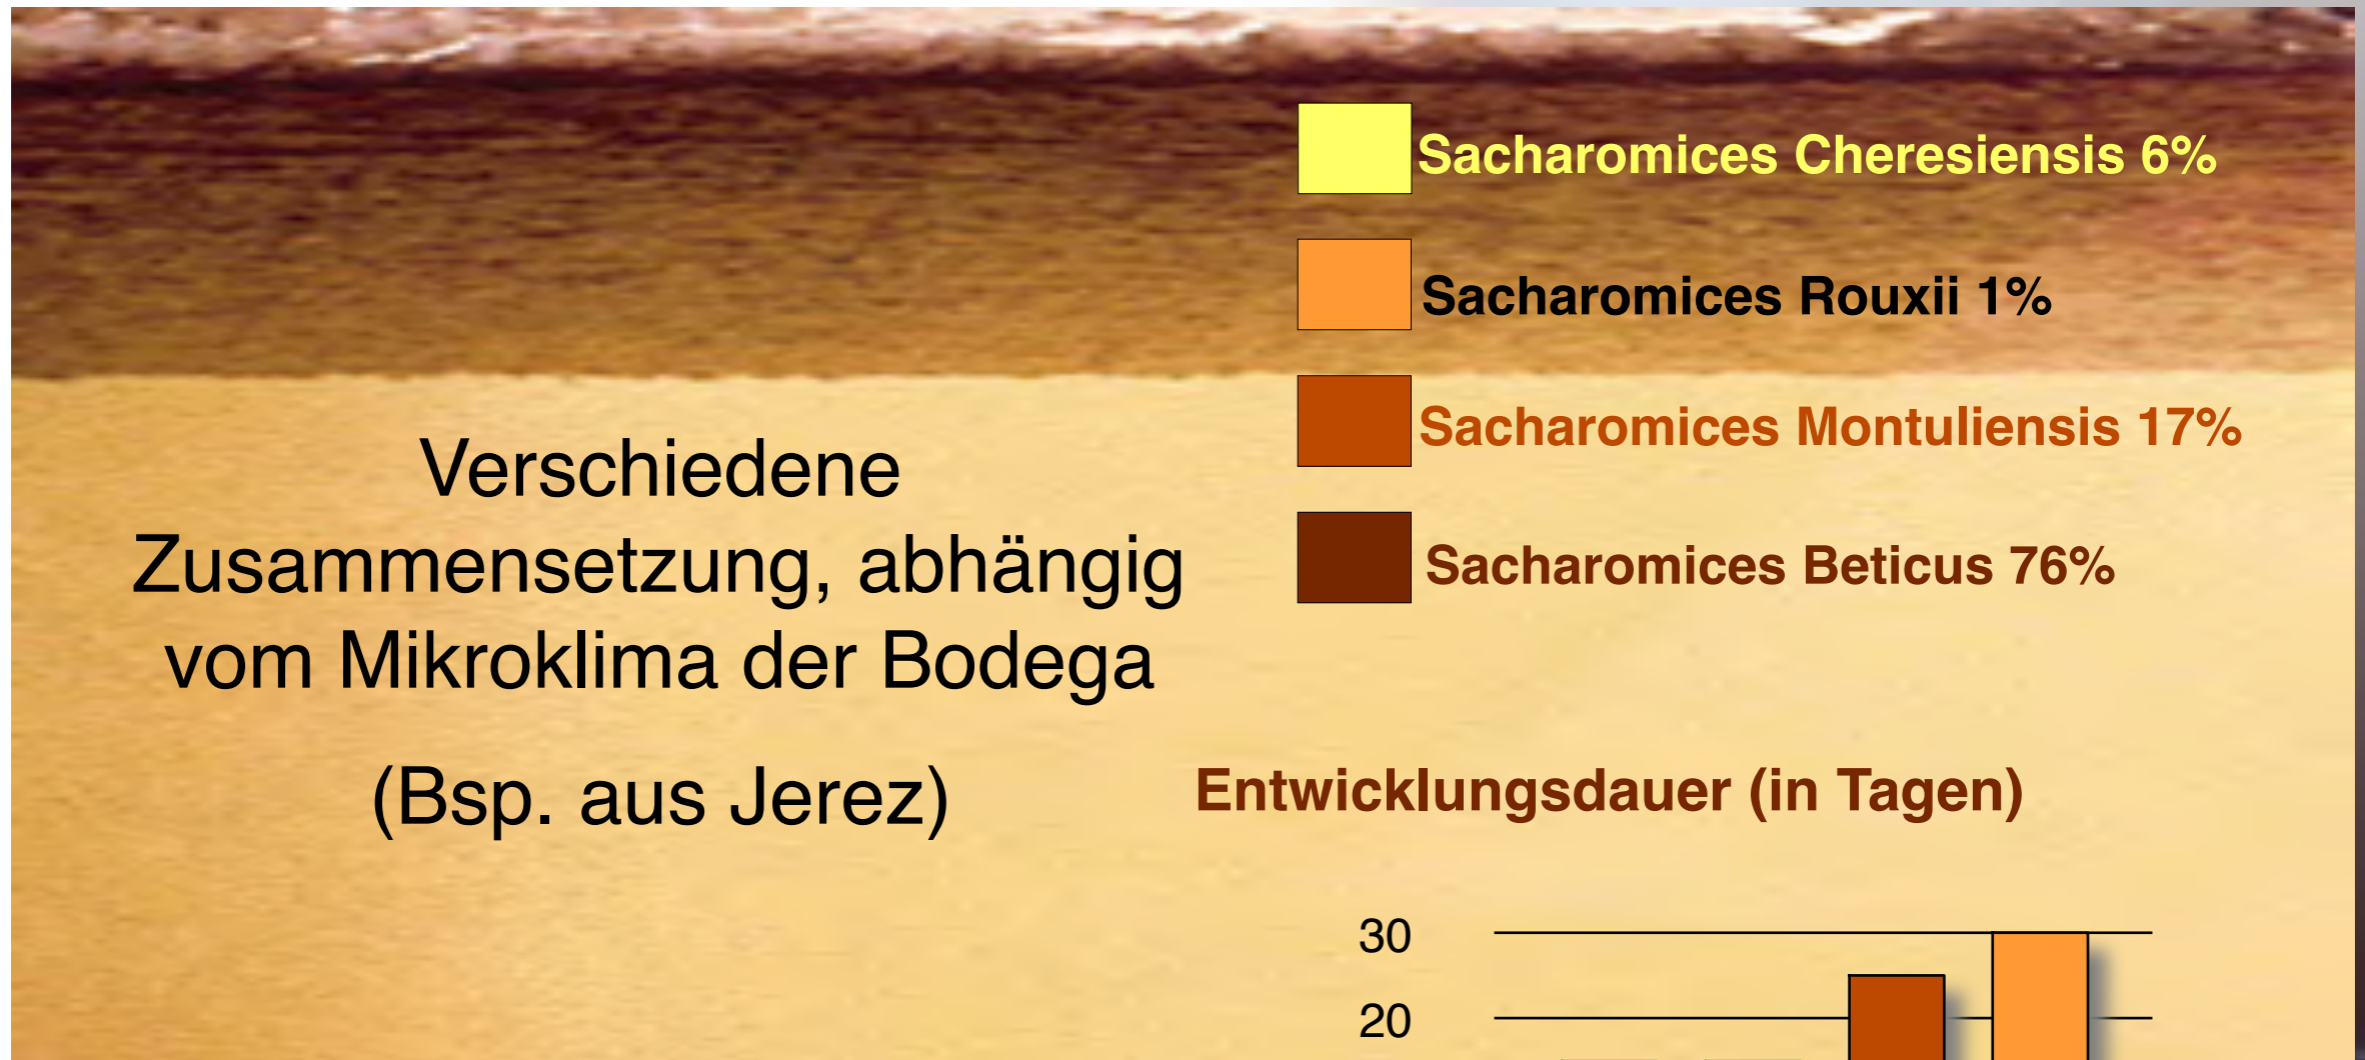 Sacharomices Cheresiensis 6%
Sacharomices Rouxii 1%
Sacharomices Montuliensis 17%
Sacharomices Beticus 76%
Verschiedene
Zusammensetzung, abhängig
vom Mikroklima der Bodega
(Bsp. aus Jerez)
Entwicklungsdauer (in Tagen)
30
20